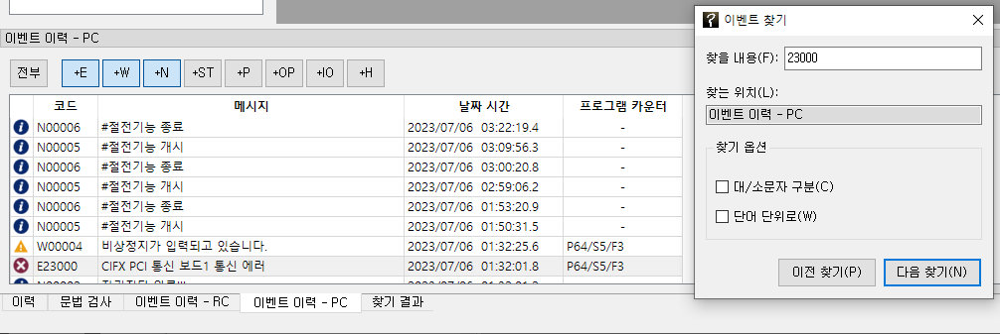 이벤트 이력 - PC
전부 +E +W +N +ST +P +OP +IO +H
코드 메시지 날짜 시간 프로그램 카운터
N00006 #절전기능 종료 2023/07/06 03:22:19.4 -
N00005 #절전기능 개시 2023/07/06 03:09:56.3 -
N00006 #절전기능 종료 2023/07/06 03:00:20.8 -
N00005 #절전기능 개시 2023/07/06 02:59:06.2 -
N00006 #절전기능 종료 2023/07/06 01:53:20.9 -
N00005 #절전기능 개시 2023/07/06 01:50:31.5 -
W00004 비상정지가 입력되고 있습니다. 2023/07/06 01:32:25.6 P64/S5/F3
E23000 CIFX PCI 통신 보드1 통신 에러 2023/07/06 01:32:01.8 P64/S5/F3
이력 문법 검사 이벤트 이력 - RC 이벤트 이력 - PC 찾기 결과
이벤트 찾기
찾을 내용(F): 23000
찾는 위치(L):
이벤트 이력 - PC
찾기 옵션
대/소문자 구분(C)
단어 단위로(W)
이전 찾기(P) 다음 찾기(N)